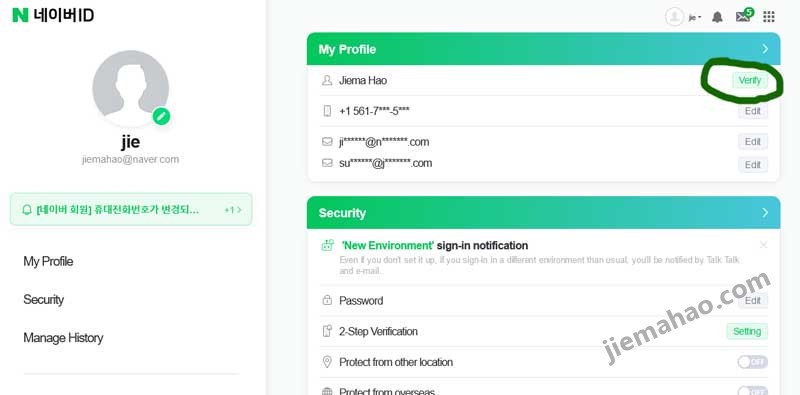 N 네이버ID
jie
5
jie
jiemahao@naver.com
[네이버 회원] 휴대전화번호가 변경되...
+1
My Profile
Security
Manage History
My Profile
Jiema Hao
Verify
+1 561-7***-5***
Edit
ji******@n*******.com
Edit
su******@j*******.com
Edit
Security
'New Environment' sign-in notification
Even if you don't set it up, if you sign-in in a different environment than usual, you'll be notified by Talk Talk
and e-mail.
Password
Edit
2-Step Verification
Setting
Protect from other location
OFF
Protect from overseas
OFF
jiemahao.com